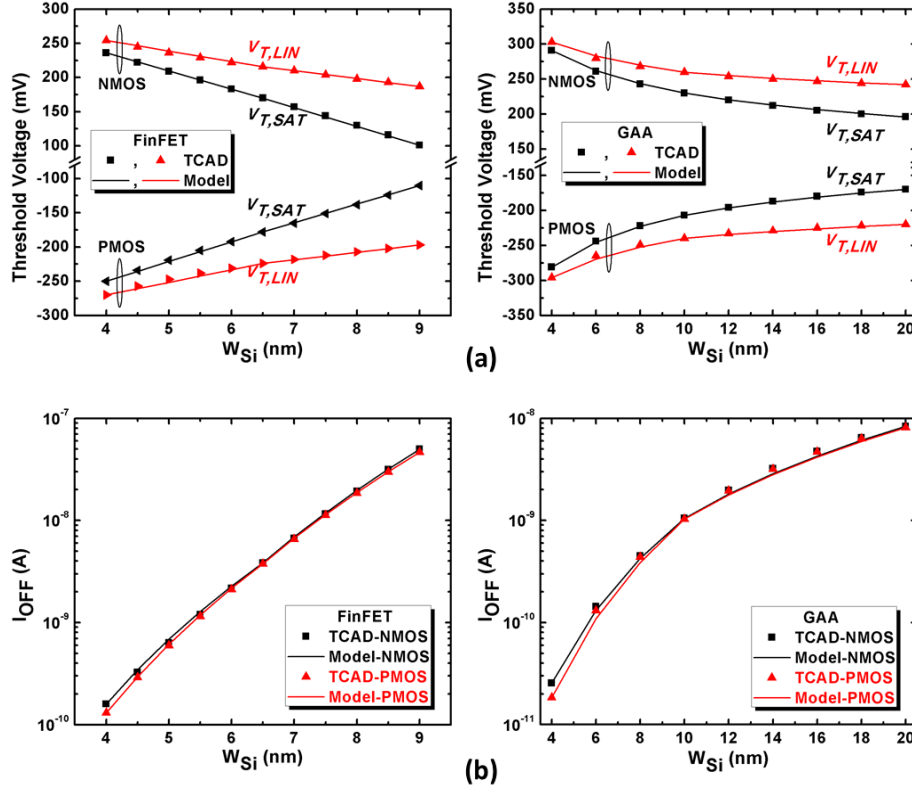 (a)
Threshold Voltage (mV)
300
250
200
150
100
-100
-150
-200
-250
-300
NMOS
V_T,LIN
V_T,SAT
FinFET
, TCAD
, Model
V_T,SAT
PMOS
V_T,LIN
4 5 6 7 8 9
W_Si (nm)
Threshold Voltage (mV)
350
300
250
200
150
-150
-200
-250
-300
-350
NMOS
V_T,LIN
V_T,SAT
GAA
, TCAD
, Model
V_T,SAT
PMOS
V_T,LIN
4 6 8 10 12 14 16 18 20
W_Si (nm)
(a)
I_OFF (A)
10^-7
10^-8
10^-9
10^-10
FinFET
TCAD-NMOS
Model-NMOS
TCAD-PMOS
Model-PMOS
4 5 6 7 8 9
W_Si (nm)
I_OFF (A)
10^-8
10^-9
10^-10
10^-11
GAA
TCAD-NMOS
Model-NMOS
TCAD-PMOS
Model-PMOS
4 6 8 10 12 14 16 18 20
W_Si (nm)
(b)